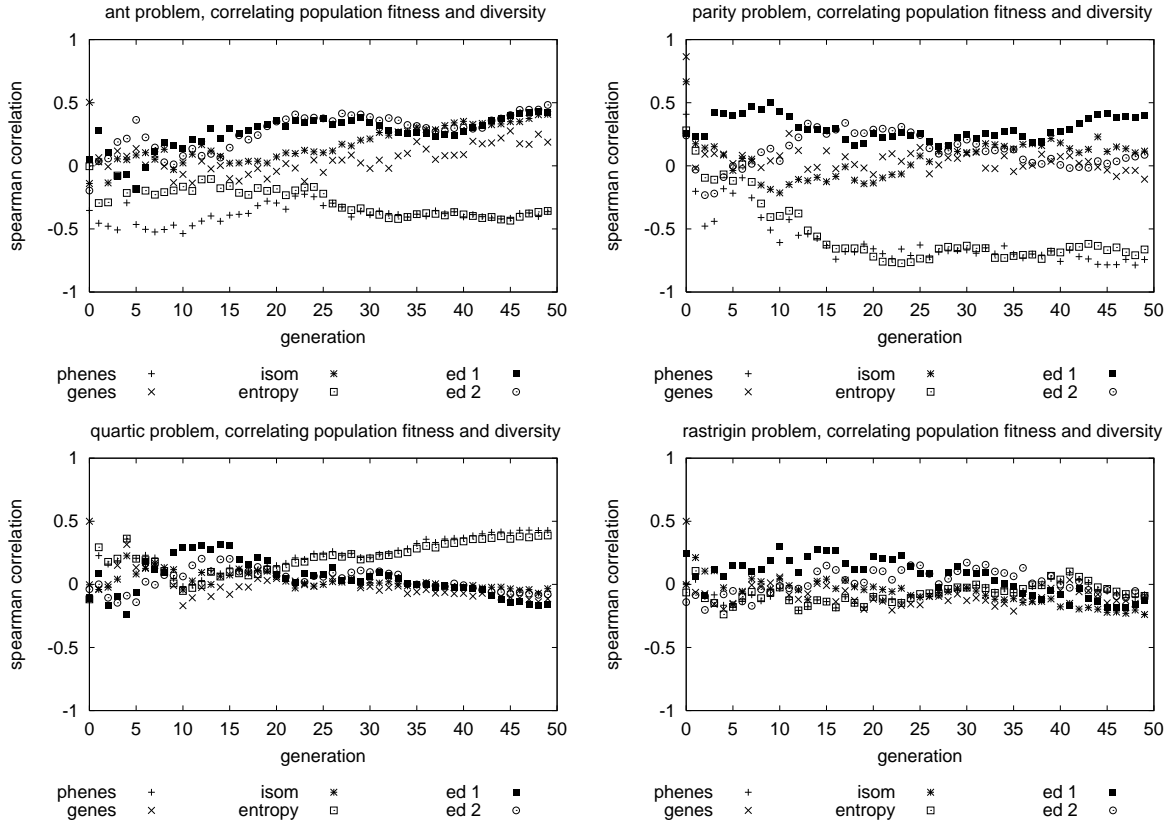 ant problem, correlating population fitness and diversity
1
0.5
0
-0.5
-1
spearman correlation
0 5 10 15 20 25 30 35 40 45 50
generation
phenes isom ed 1
genes entropy ed 2
parity problem, correlating population fitness and diversity
1
0.5
0
-0.5
-1
spearman correlation
0 5 10 15 20 25 30 35 40 45 50
generation
phenes isom ed 1
genes entropy ed 2
quartic problem, correlating population fitness and diversity
1
0.5
0
-0.5
-1
spearman correlation
0 5 10 15 20 25 30 35 40 45 50
generation
phenes isom ed 1
genes entropy ed 2
rastrigin problem, correlating population fitness and diversity
1
0.5
0
-0.5
-1
spearman correlation
0 5 10 15 20 25 30 35 40 45 50
generation
phenes isom ed 1
genes entropy ed 2